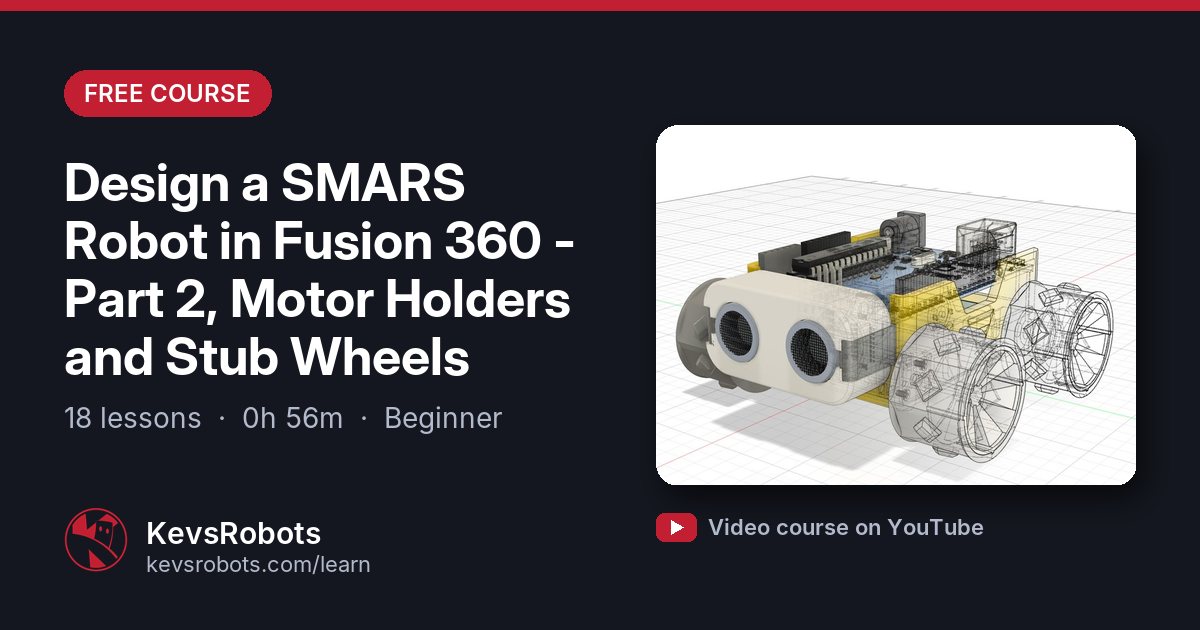 FREE COURSE
Design a SMARS
Robot in Fusion 360 -
Part 2, Motor Holders
and Stub Wheels
18 lessons · 0h 56m · Beginner
KevsRobots
kevsrobots.com/learn
Video course on YouTube